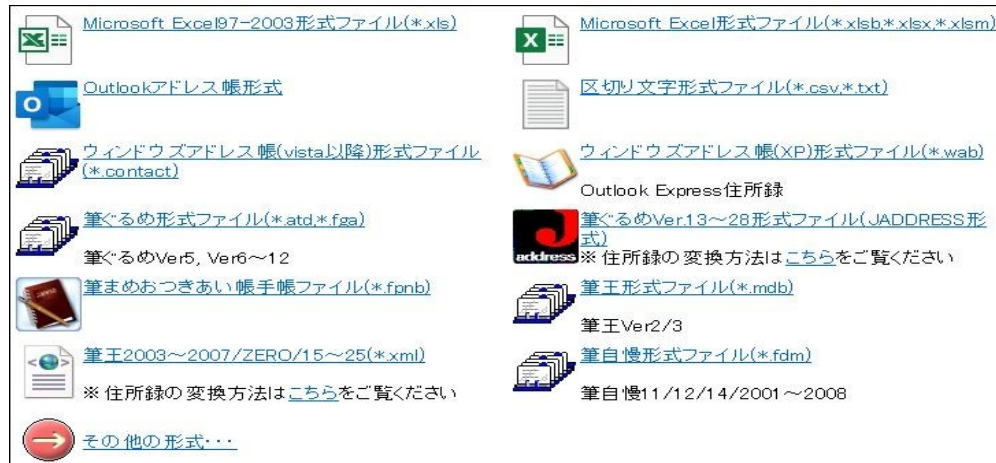 Microsoft Excel97-2003形式ファイル(*.xls)
Microsoft Excel形式ファイル(*.xlsb,*.xlsx,*.xlsm)
Outlookアドレス帳形式
区切り文字形式ファイル(*.csv,*.txt)
ウィンドウズアドレス帳(vista以降)形式ファイル
(*.contact)
ウィンドウズアドレス帳(XP)形式ファイル(*.wab)
Outlook Express住所録
筆ぐるめ形式ファイル(*.atd,*.fga)
筆ぐるめVer5, Ver6～12
J
address
筆ぐるめVer.13～28形式ファイル(JADDRESS形
式)
※住所録の変換方法はこちらをご覧ください
筆まめおつきあい帳手帳ファイル(*.fpnb)
筆王形式ファイル(*.mdb)
筆王Ver2/3
筆王2003～2007/ZERO/15～25(*.xml)
※住所録の変換方法はこちらをご覧ください
筆自慢形式ファイル(*.fdm)
筆自慢11/12/14/2001～2008
その他の形式・・・